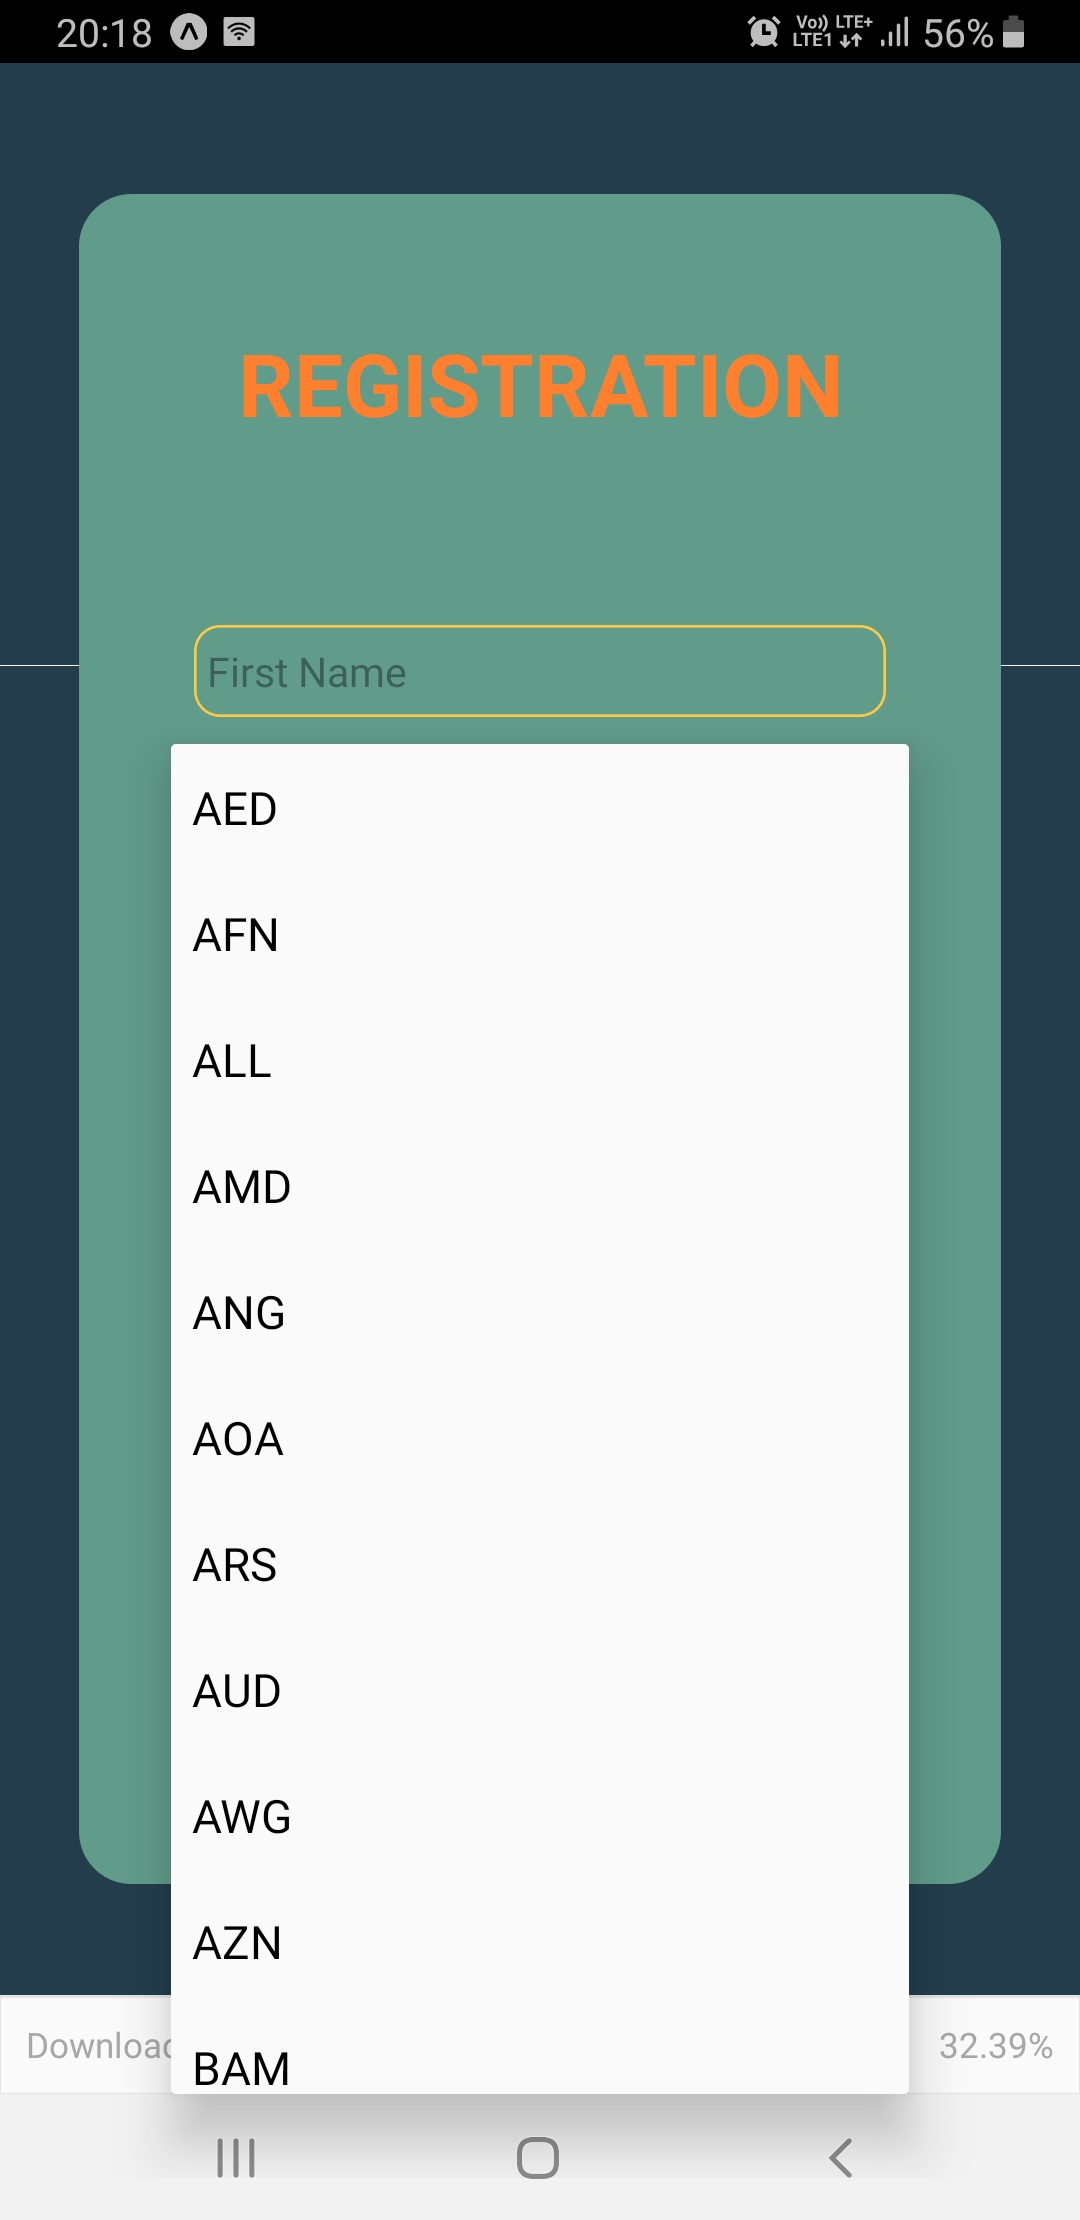 20:18
Vo)) LTE+
LTE1
56%
REGISTRATION
First Name
AED
AFN
ALL
AMD
ANG
AOA
ARS
AUD
AWG
AZN
BAM
32.39%